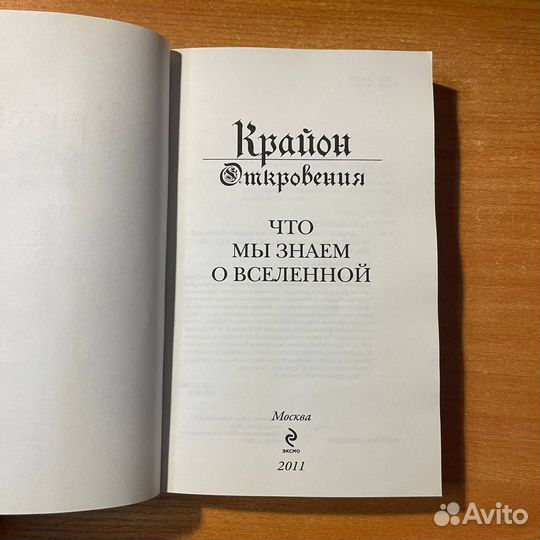 Крайон
Откровения
ЧТО
МЫ ЗНАЕМ
О ВСЕЛЕННОЙ
Москва
ЭКСМО
2011
Avito